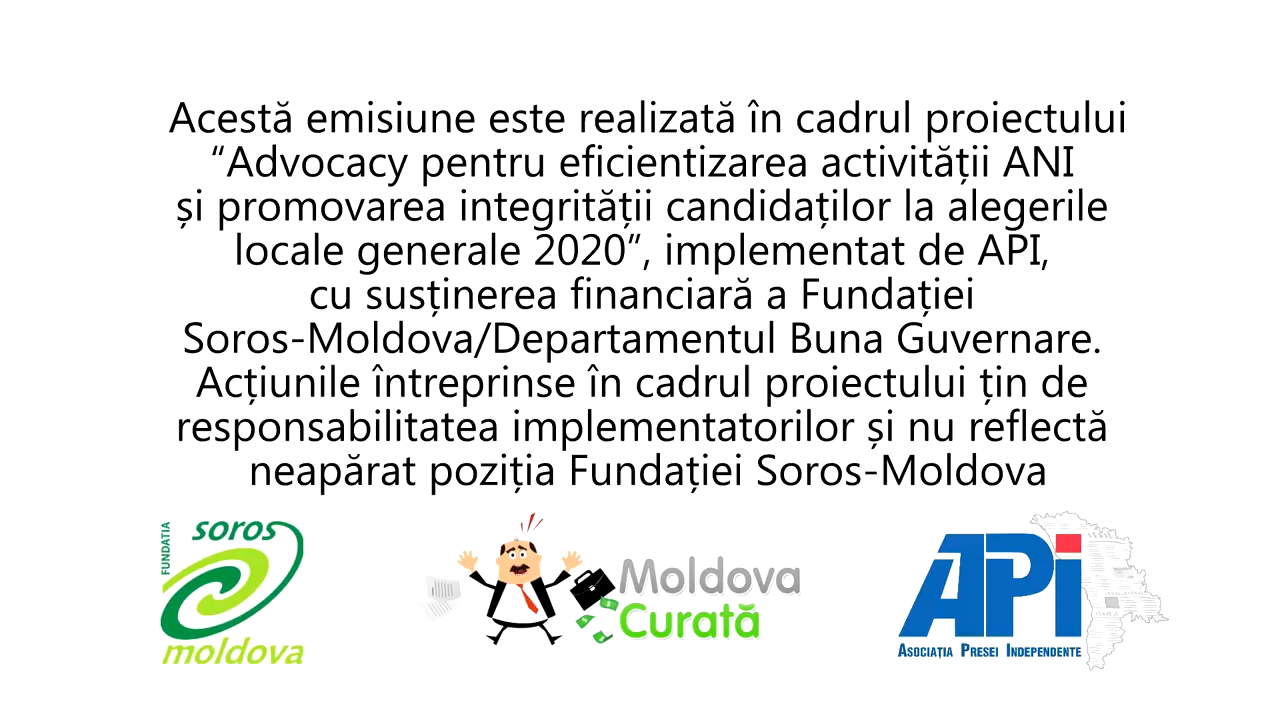 Acestă emisiune este realizată în cadrul proiectului
“Advocacy pentru eficientizarea activității ANI
și promovarea integrității candidaților la alegerile
locale generale 2020”, implementat de API,
cu susținerea financiară a Fundației
Soros-Moldova/Departamentul Buna Guvernare.
Acțiunile întreprinse în cadrul proiectului țin de
responsabilitatea implementatorilor și nu reflectă
neapărat poziția Fundației Soros-Moldova
FUNDATIA
soros
moldova
Moldova
Curată
APi
ASOCIAȚIA PRESEI INDEPENDENTE